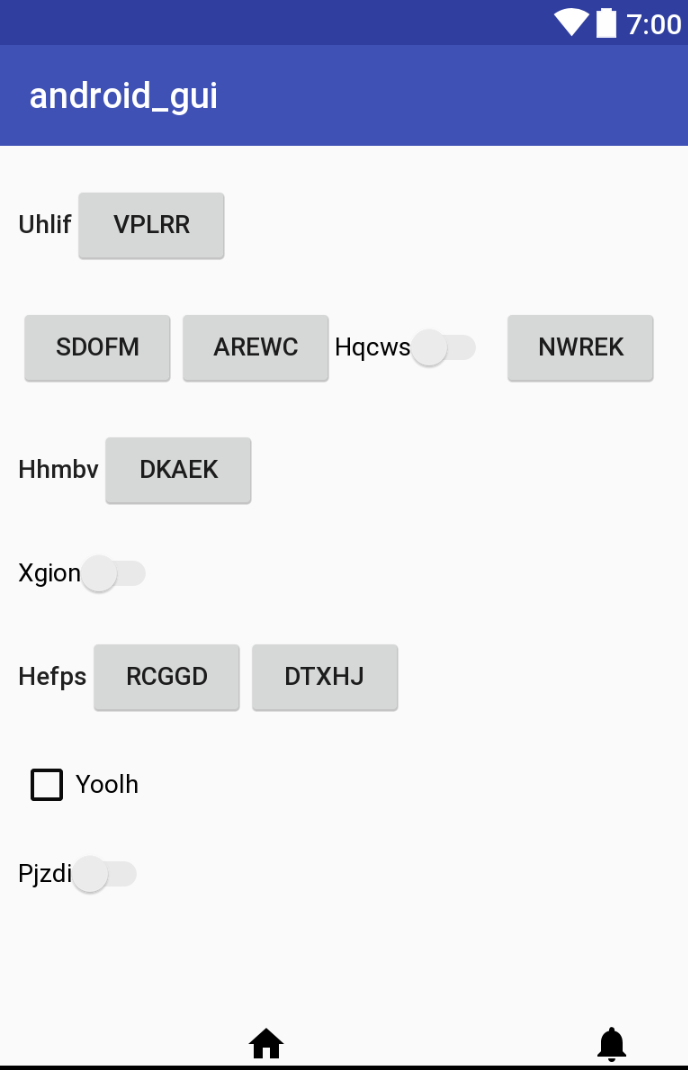 7:00
android_gui
Uhlif VPLRR
SDOFM AREWC Hqcws NWREK
Hhmbv DKAEK
Xgion
Hefps RCGGD DTXHJ
Yoolh
Pjzdi